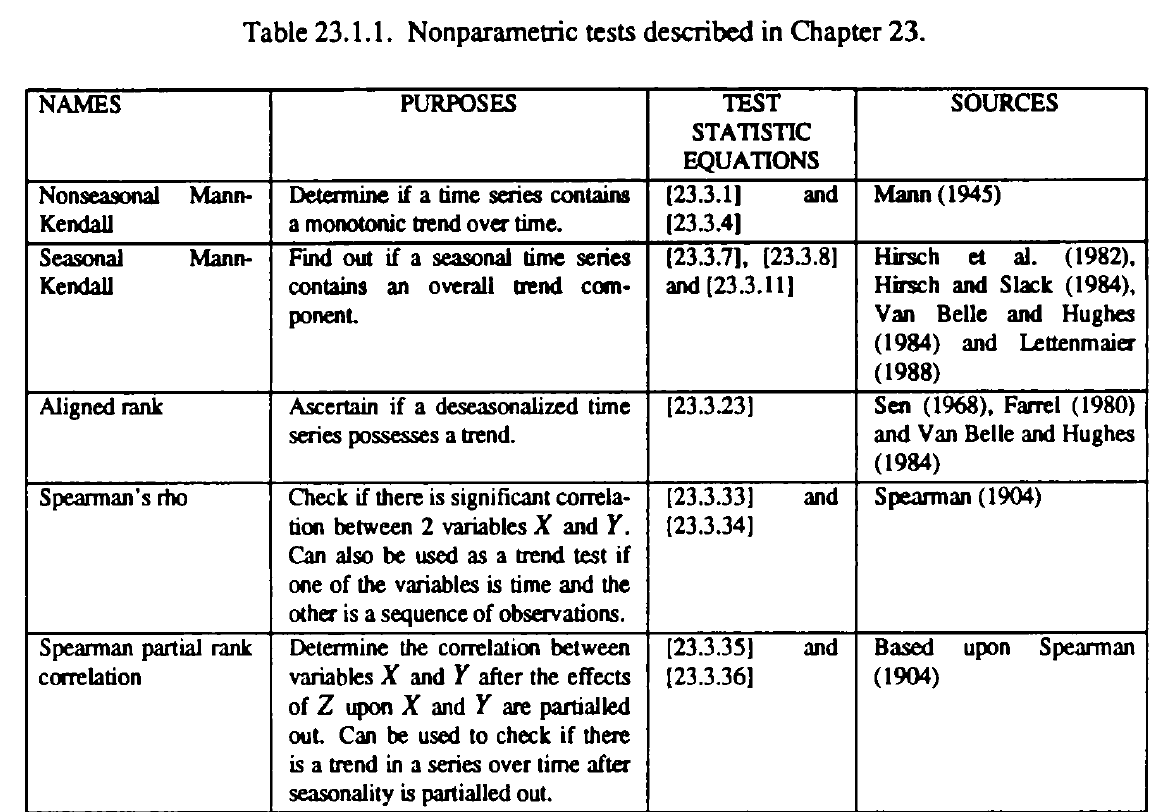 Table 23.1.1. Nonparametric tests described in Chapter 23.
NAMES
PURPOSES
TEST
STATISTIC
EQUATIONS
SOURCES
Nonseasonal Mann-
Kendall
Determine if a time series contains
a monotonic trend over time.
[23.3.1] and
[23.3.4]
Mann (1945)
Seasonal Mann-
Kendall
Find out if a seasonal time series
contains an overall trend com-
ponent.
[23.3.7], [23.3.8]
and [23.3.11]
Hirsch et al. (1982),
Hirsch and Slack (1984),
Van Belle and Hughes
(1984) and Lettenmaier
(1988)
Aligned rank
Ascertain if a deseasonalized time
series possesses a trend.
[23.3.23]
Sen (1968), Farrel (1980)
and Van Belle and Hughes
(1984)
Spearman's rho
Check if there is significant correla-
tion between 2 variables X and Y.
Can also be used as a trend test if
one of the variables is time and the
other is a sequence of observations.
[23.3.33] and
[23.3.34]
Spearman (1904)
Spearman partial rank
correlation
Determine the correlation between
variables X and Y after the effects
of Z upon X and Y are partialled
out. Can be used to check if there
is a trend in a series over time after
seasonality is partialled out.
[23.3.35] and
[23.3.36]
Based upon Spearman
(1904)